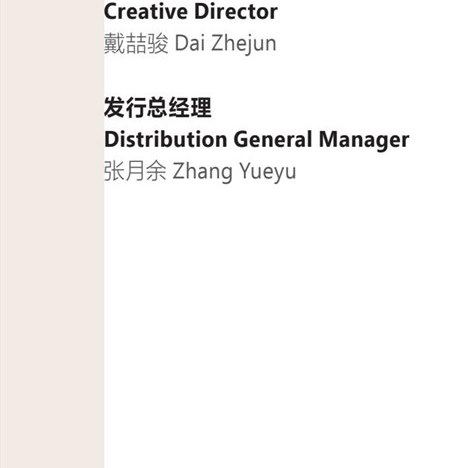 Creative Director
戴喆骏 Dai Zhejun
发行总经理
Distribution General Manager
张月余 Zhang Yueyu